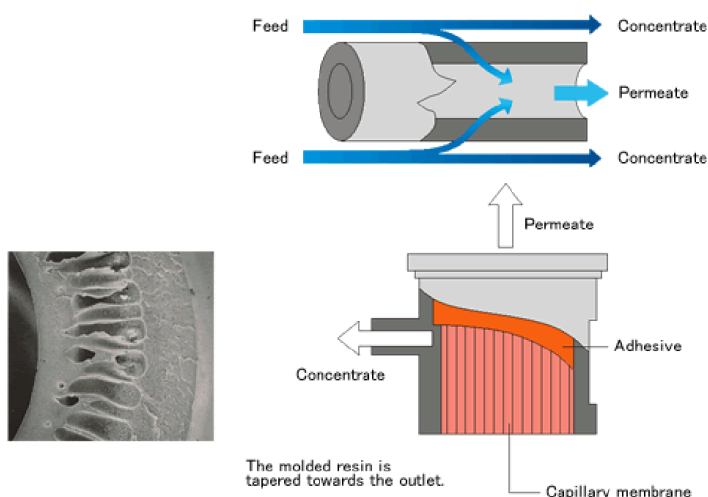 Feed
Concentrate
Permeate
Feed
Concentrate
Permeate
Adhesive
Concentrate
The molded resin is
tapered towards the outlet.
Capillary membrane